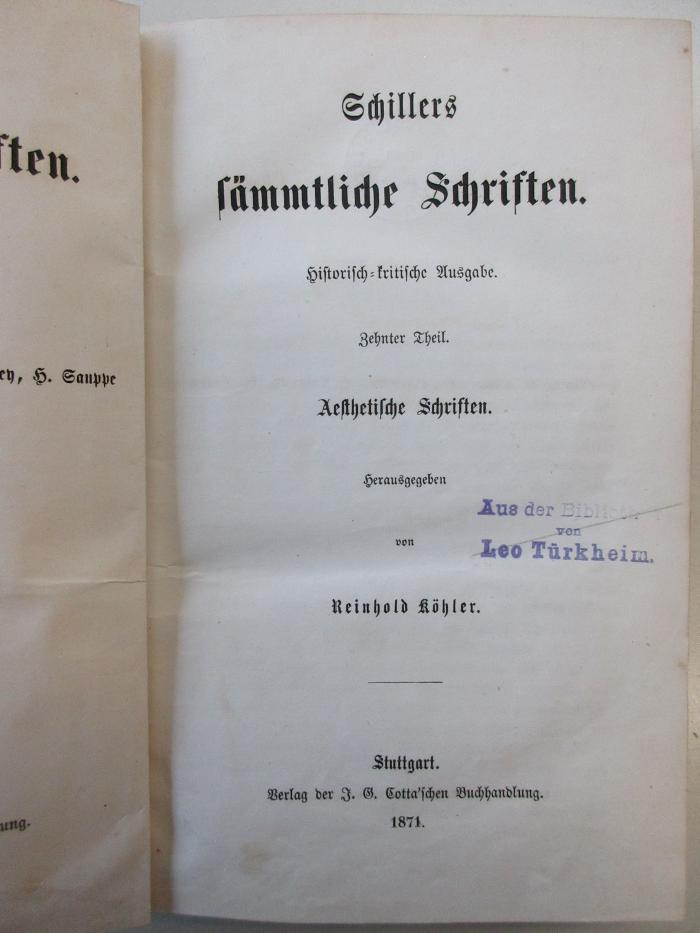 ften.
ey, H. Sauppe
ung.
Schillers
sämmtliche Schriften.
Historisch-kritische Ausgabe.
Zehnter Theil.
Aesthetische Schriften.
Herausgegeben
von
Reinhold Köhler.
Aus der Biblioth
von
Leo Türkheim.
Stuttgart.
Verlag der J. G. Cotta'schen Buchhandlung.
1871.